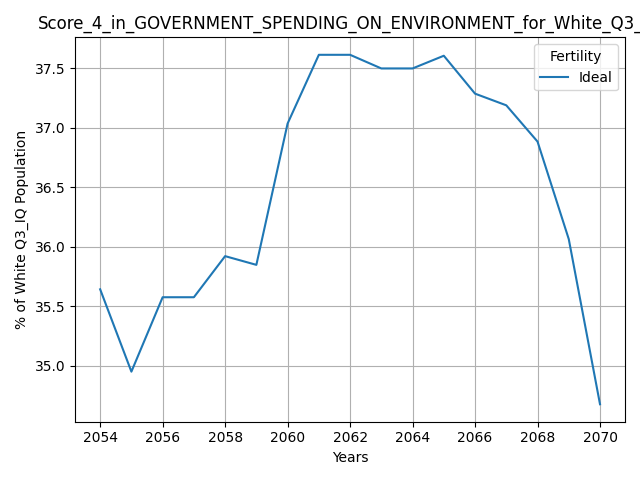 Score_4_in_GOVERNMENT_SPENDING_ON_ENVIRONMENT_for_White_Q3_
Fertility
Ideal
37.5
37.0
36.5
36.0
35.5
35.0
% of White Q3_IQ Population
2054 2056 2058 2060 2062 2064 2066 2068 2070
Years